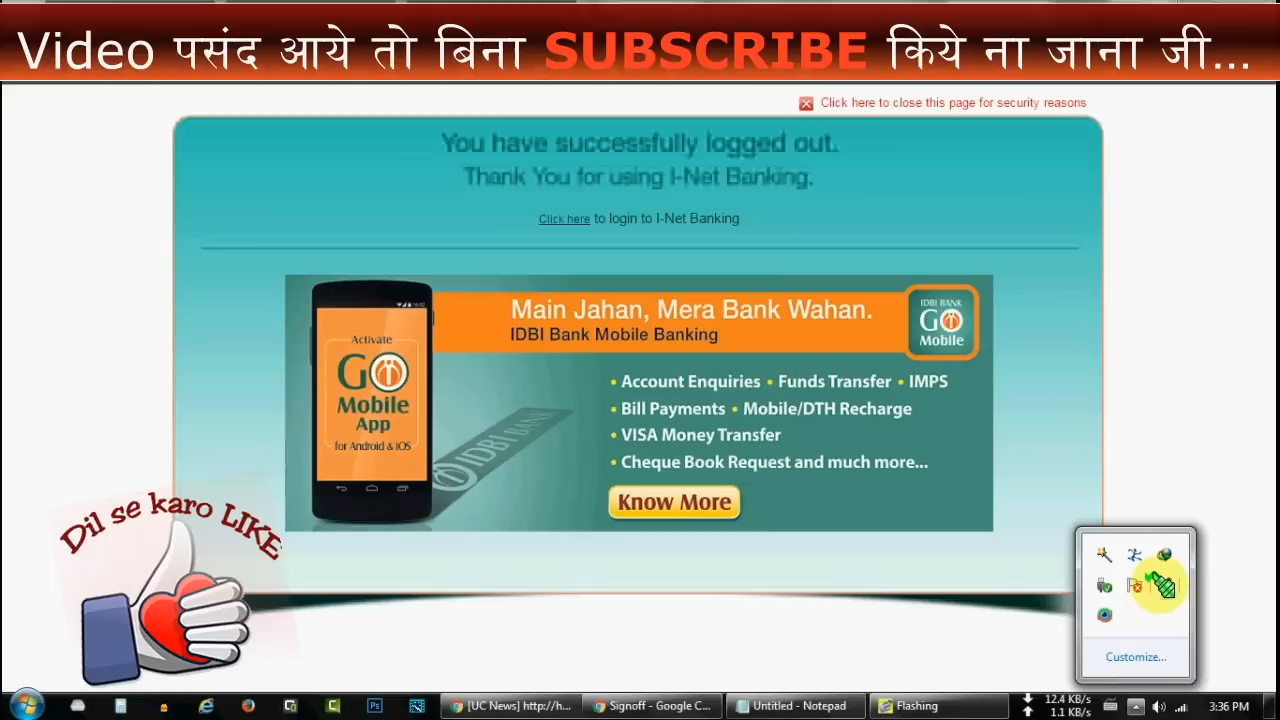 Video पसंद आये तो बिना SUBSCRIBE किये ना जाना जी...
Click here to close this page for security reasons
You have successfully logged out.
Thank You for using I-Net Banking.
Click here to login to I-Net Banking
Activate
GO
Mobile
App
for Android & iOS
Main Jahan, Mera Bank Wahan.
IDBI Bank Mobile Banking
IDBI BANK
GO
Mobile
• Account Enquiries • Funds Transfer • IMPS
• Bill Payments • Mobile/DTH Recharge
• VISA Money Transfer
• Cheque Book Request and much more...
Know More
IDBI BANK
Dil se karo LIKE
Customize...
[UC News] http://h...
Signoff - Google C...
Untitled - Notepad
Flashing
12.4 KB/s
1.1 KB/s
3:36 PM